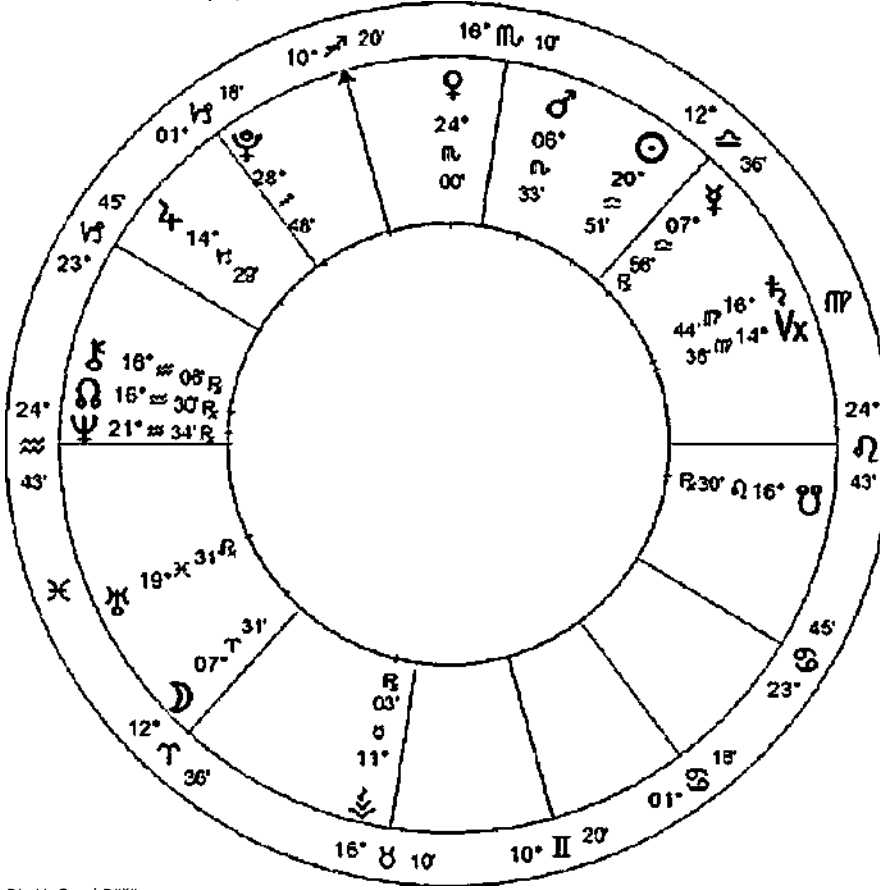 10° ♐ 20'
16° ♏ 10'
01° ♑ 18'
12° ♎ 36'
♀ 24° ♏ 00'
♂ 06° ♏ 33'
☉ 20° ♎ 51'
☿ 07° ♎ 56' ℞
♇ 28° ♐ 48'
♃ 14° ♑ 29'
23° ♑ 45'
♄ 16° ♍ 44'
Vx 14° ♍ 36'
♍
⚷ 16° ♒ 06' ℞
☊ 16° ♒ 30' ℞
♆ 21° ♒ 34' ℞
24° ♒ 43'
24° ♌ 43'
☋ 16° ♌ 30' ℞
♅ 19° ♓ 31' ℞
♓
☽ 07° ♈ 31'
12° ♈ 36'
⚶ 11° ♉ 03' ℞
23° ♋ 45'
01° ♋ 18'
16° ♉ 10'
10° ♊ 20'